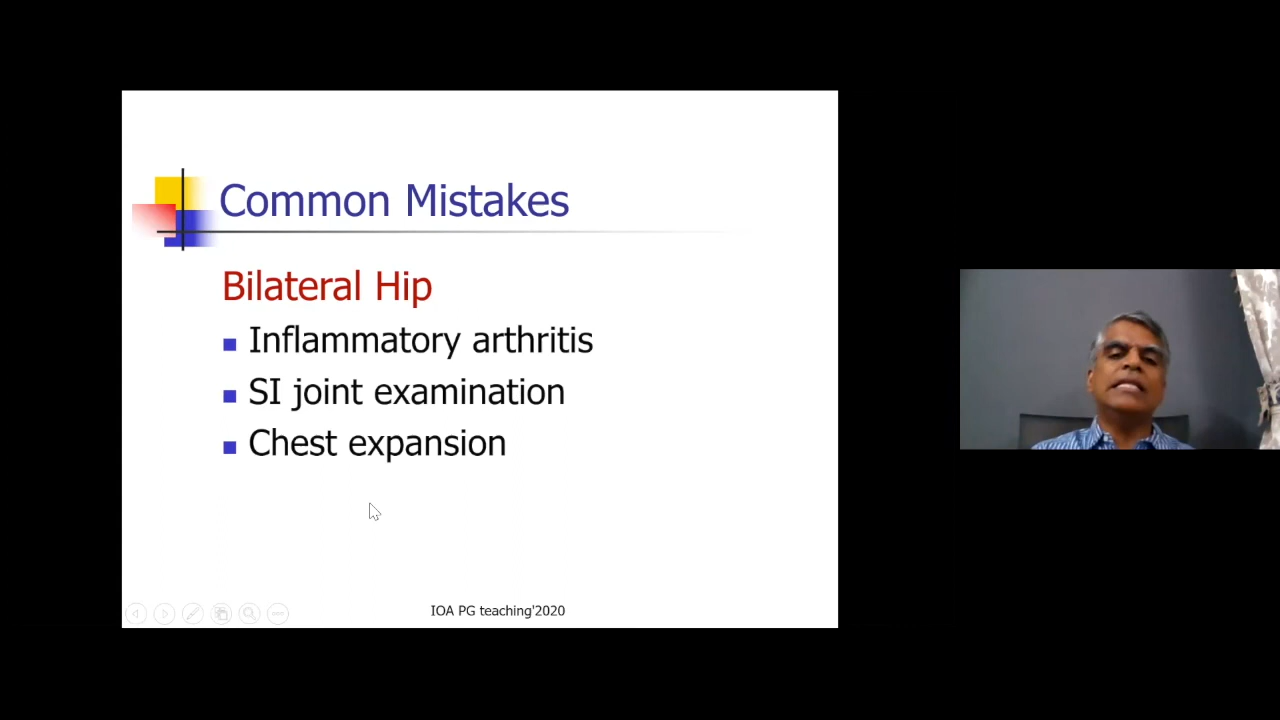 Common Mistakes
Bilateral Hip
Inflammatory arthritis
SI joint examination
Chest expansion
IOA PG teaching'2020